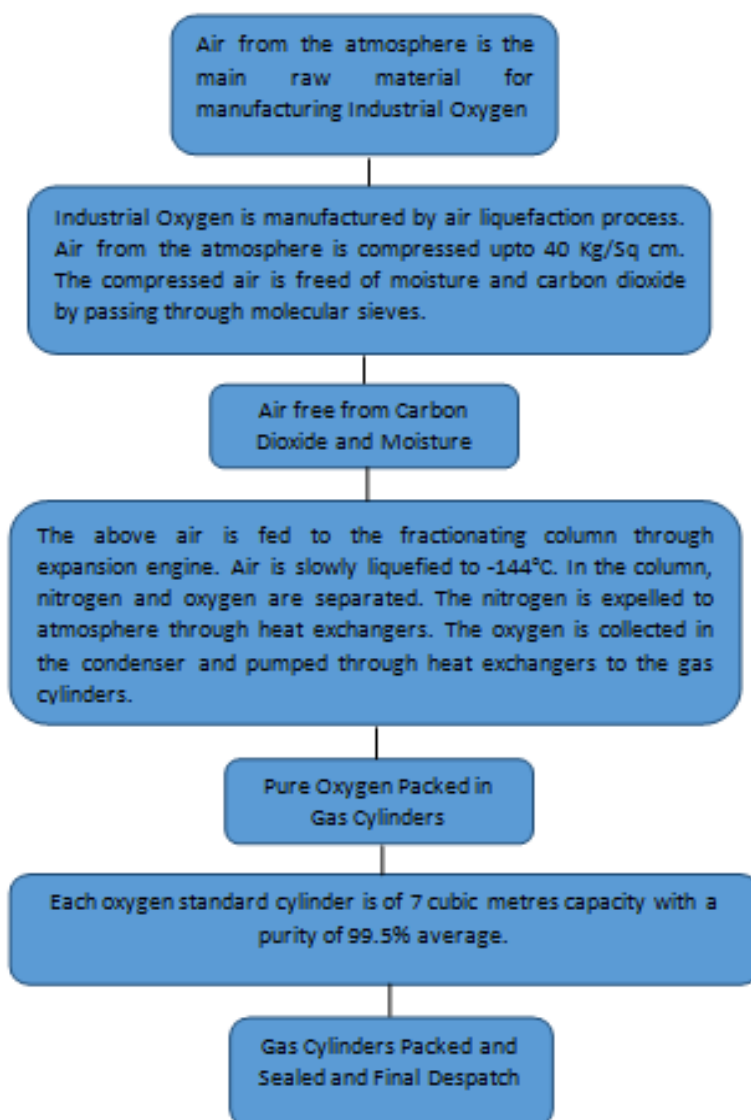 Air from the atmosphere is the
main raw material for
manufacturing Industrial Oxygen
Industrial Oxygen is manufactured by air liquefaction process.
Air from the atmosphere is compressed upto 40 Kg/Sq cm.
The compressed air is freed of moisture and carbon dioxide
by passing through molecular sieves.
Air free from Carbon
Dioxide and Moisture
The above air is fed to the fractionating column through
expansion engine. Air is slowly liquefied to -144°C. In the column,
nitrogen and oxygen are separated. The nitrogen is expelled to
atmosphere through heat exchangers. The oxygen is collected in
the condenser and pumped through heat exchangers to the gas
cylinders.
Pure Oxygen Packed in
Gas Cylinders
Each oxygen standard cylinder is of 7 cubic metres capacity with a
purity of 99.5% average.
Gas Cylinders Packed and
Sealed and Final Despatch